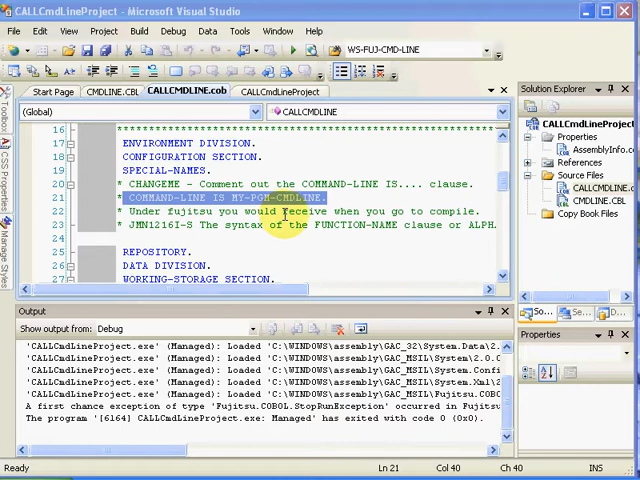 CALLCmdLineProject - Microsoft Visual Studio
File Edit View Project Build Debug Data Tools Window Help
WS-FUJ-CMD-LINE
Start Page CMDLINE.CBL CALLCMDLINE.cob CALLCmdLineProject
(Global) CALLCMDLINE
16 ******************************************************
17 ENVIRONMENT DIVISION.
18 CONFIGURATION SECTION.
19 SPECIAL-NAMES.
20 * CHANGEME - Comment out the COMMAND-LINE IS.... clause.
21 * COMMAND-LINE IS MY-PGM-CMDLINE.
22 * Under fujitsu you would receive when you go to compile.
23 * JMN1216I-S The syntax of the FUNCTION-NAME clause or ALPH
24
25 REPOSITORY.
26 DATA DIVISION.
27 WORKING-STORAGE SECTION.
Output
Show output from: Debug
'CALLCmdLineProject.exe' (Managed): Loaded 'C:\WINDOWS\assembly\GAC_32\System.Data\2.
'CALLCmdLineProject.exe' (Managed): Loaded 'C:\WINDOWS\assembly\GAC_MSIL\System\2.0.0
'CALLCmdLineProject.exe' (Managed): Loaded 'C:\WINDOWS\assembly\GAC_MSIL\System.Confi
'CALLCmdLineProject.exe' (Managed): Loaded 'C:\WINDOWS\assembly\GAC_MSIL\System.Xml\2
'CALLCmdLineProject.exe' (Managed): Loaded 'C:\WINDOWS\assembly\GAC_MSIL\Fujitsu.COBO
A first chance exception of type 'Fujitsu.COBOL.StopRunException' occurred in Fujitsu
The program '[6164] CALLCmdLineProject.exe: Managed' has exited with code 0 (0x0).
Ready Ln 21 Col 40 Ch 40
Toolbox
CSS Properties
Manage Styles
Solution Explorer
CALLCmdLineProj
Properties
AssemblyInfo.c
References
Source Files
CALLCMDLINE.c
CMDLINE.CBL
Copy Book Files
So... Se... D...
Properties